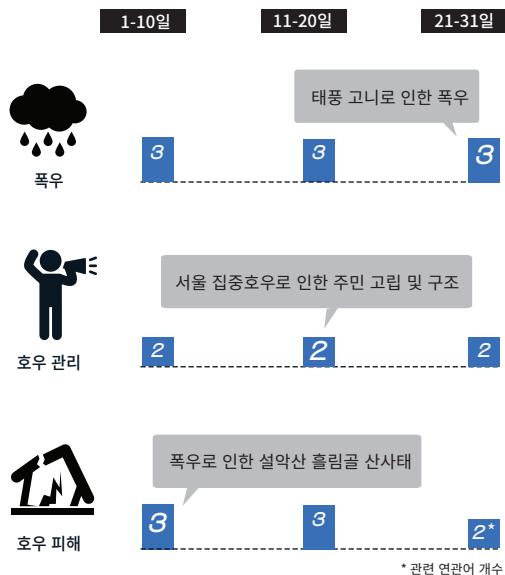 1-10일 11-20일 21-31일
태풍 고니로 인한 폭우
3 3 3
폭우
서울 집중호우로 인한 주민 고립 및 구조
2 2 2
호우 관리
폭우로 인한 설악산 흘림골 산사태
3 3 2*
호우 피해
* 관련 연관어 개수